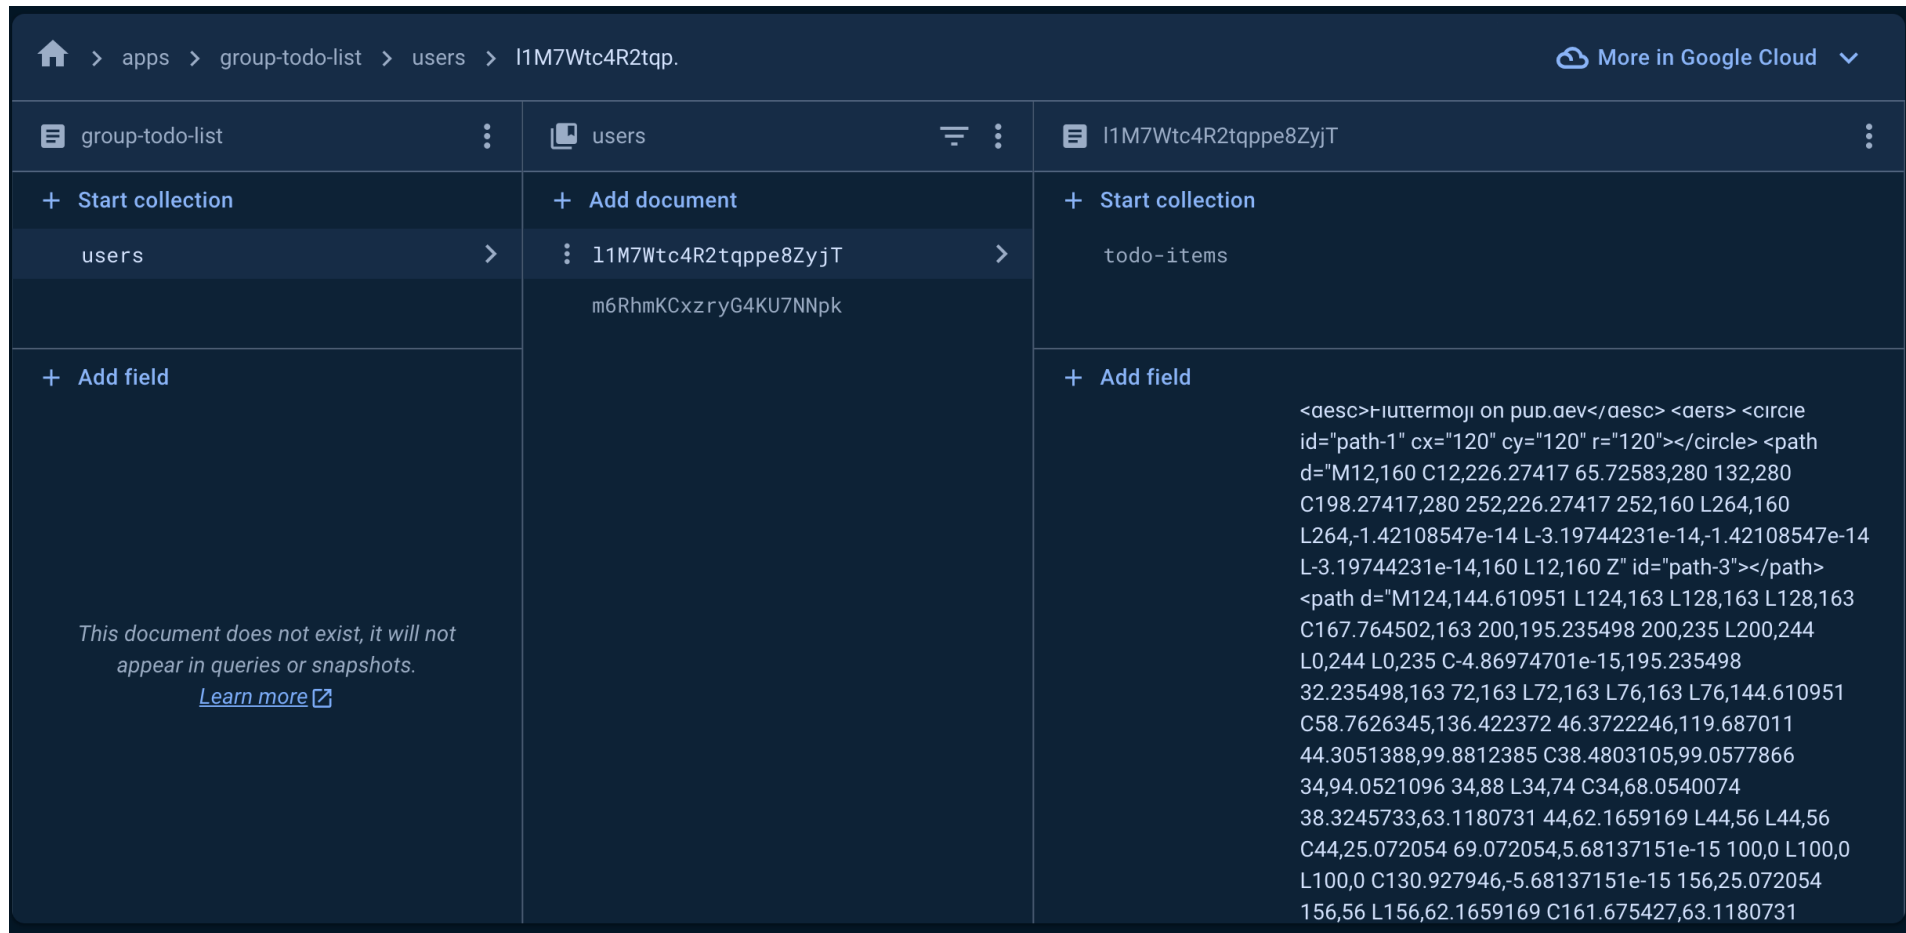 apps > group-todo-list > users > l1M7Wtc4R2tqp.
More in Google Cloud
group-todo-list
users
l1M7Wtc4R2tqppe8ZyjT
+ Start collection
users
+ Add field
This document does not exist, it will not
appear in queries or snapshots.
Learn more
+ Add document
l1M7Wtc4R2tqppe8ZyjT
m6RhmKCxzryG4KU7NNpk
+ Start collection
todo-items
+ Add field
<desc>Fluttermoji on pub.dev</desc> <defs> <circle
id="path-1" cx="120" cy="120" r="120"></circle> <path
d="M12,160 C12,226.27417 65.72583,280 132,280
C198.27417,280 252,226.27417 252,160 L264,160
L264,-1.42108547e-14 L-3.19744231e-14,-1.42108547e-14
L-3.19744231e-14,160 L12,160 Z" id="path-3"></path>
<path d="M124,144.610951 L124,163 L128,163 L128,163
C167.764502,163 200,195.235498 200,235 L200,244
L0,244 L0,235 C-4.86974701e-15,195.235498
32.235498,163 72,163 L72,163 L76,163 L76,144.610951
C58.7626345,136.422372 46.3722246,119.687011
44.3051388,99.8812385 C38.4803105,99.0577866
34,94.0521096 34,88 L34,74 C34,68.0540074
38.3245733,63.1180731 44,62.1659169 L44,56 L44,56
C44,25.072054 69.072054,5.68137151e-15 100,0 L100,0
L100,0 C130.927946,-5.68137151e-15 156,25.072054
156,56 L156,62.1659169 C161.675427,63.1180731